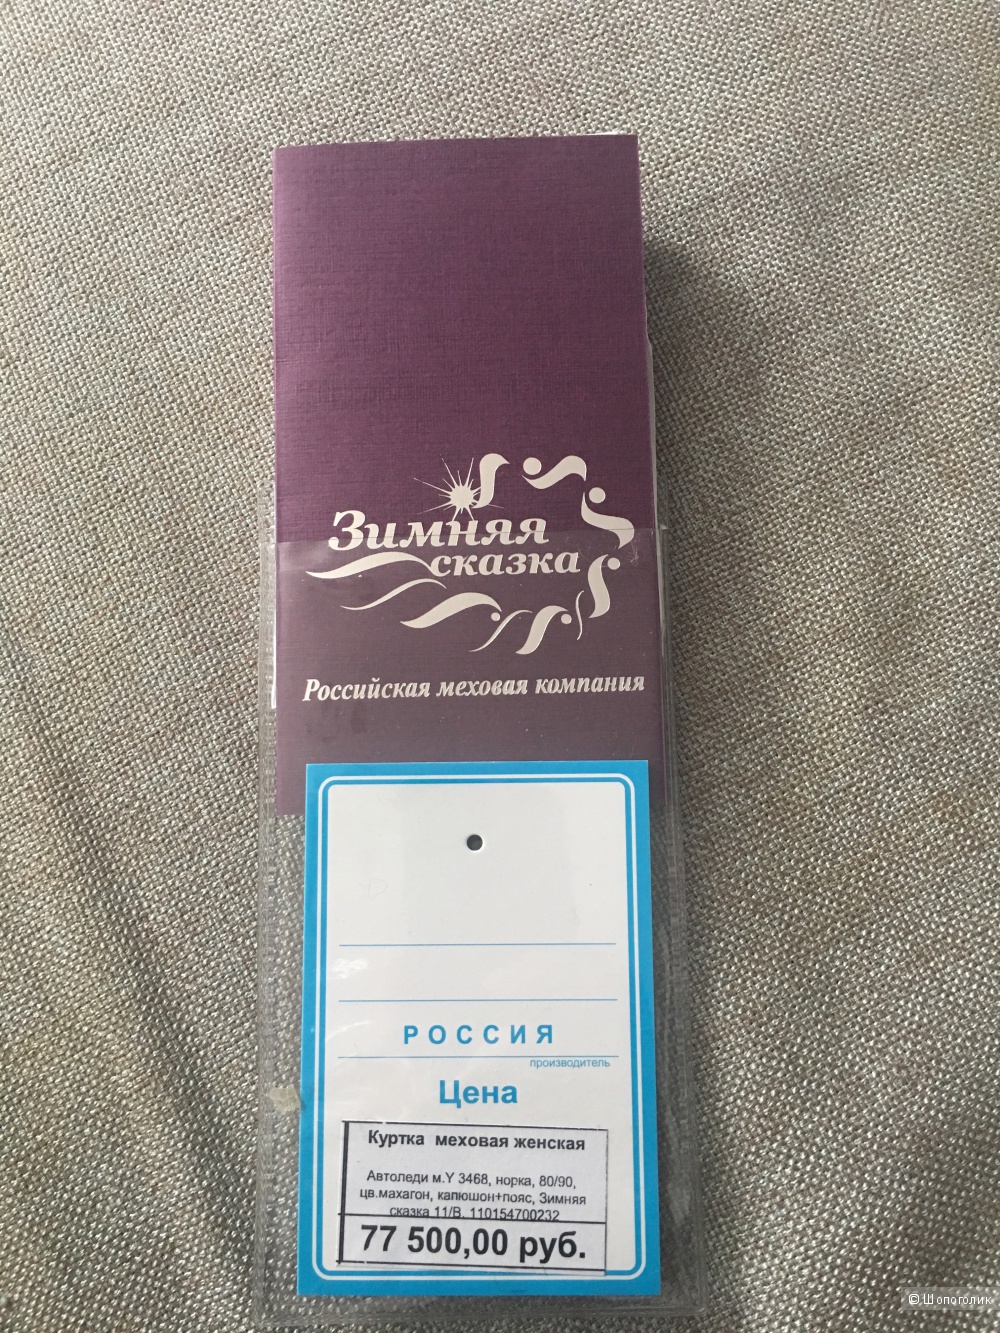 Зимняя
сказка
Российская меховая компания
РОССИЯ
производитель
Цена
Куртка меховая женская
Автоледи м.Y 3468, норка, 80/90,
цв.махагон, капюшон+пояс, Зимняя
сказка 11/В, 110154700232
77 500,00 руб.
© Шопоголик